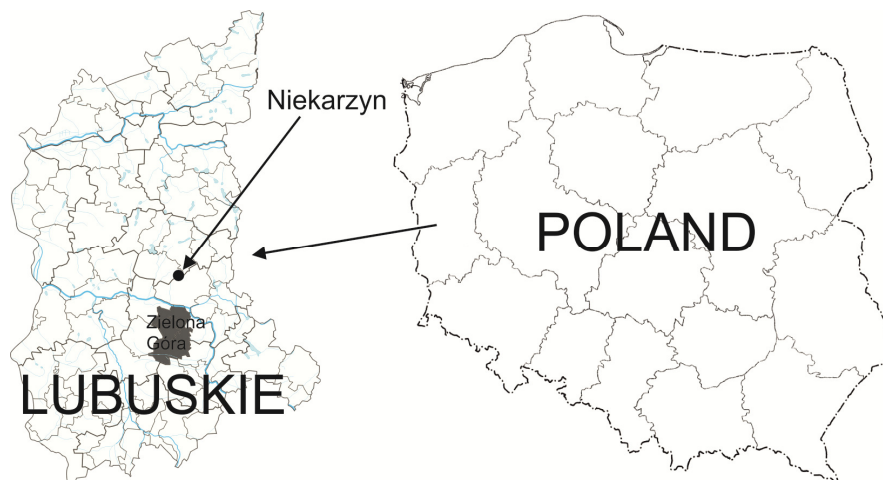 Niekarzyn
POLAND
Zielona
Góra
LUBUSKIE